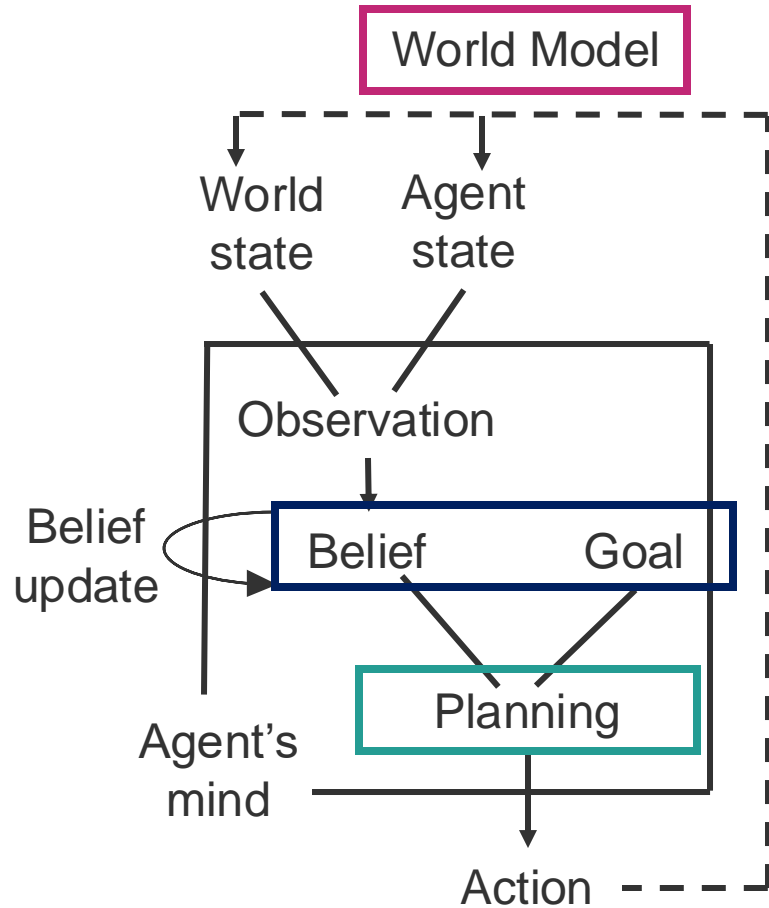 World Model
World
state
Agent
state
Observation
Belief
update
Belief
Goal
Planning
Agent's
mind
Action